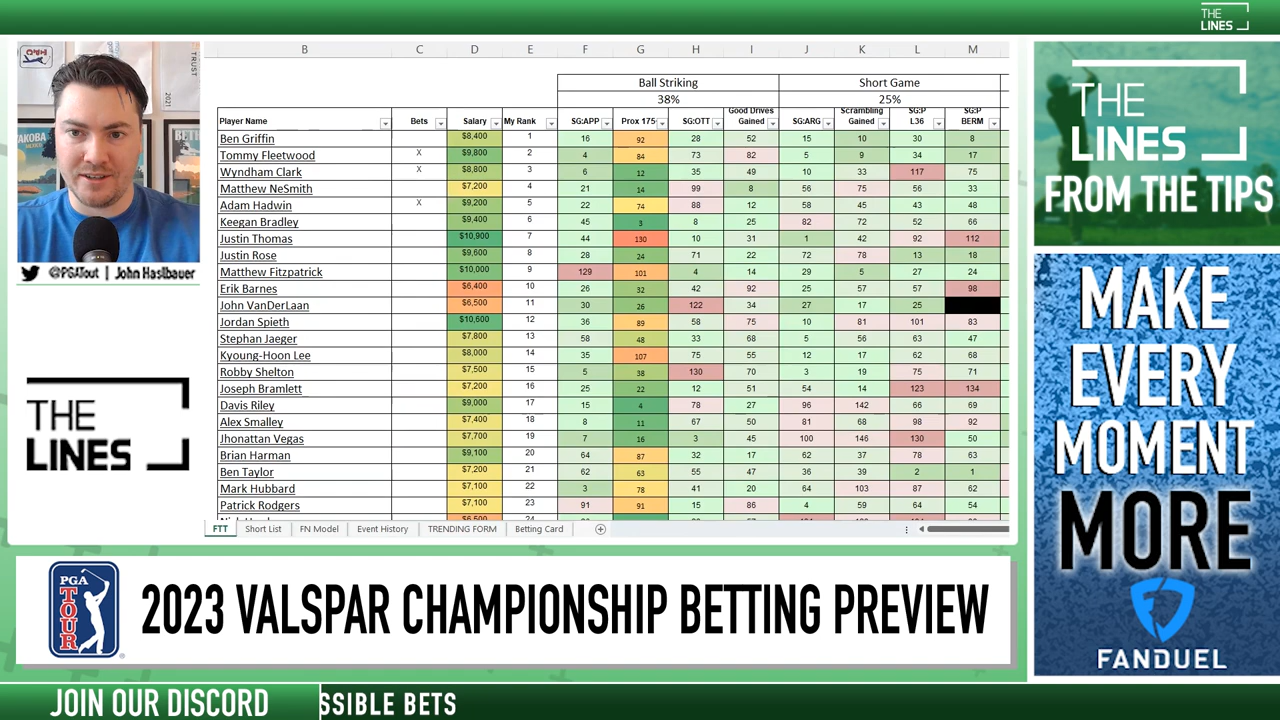 THE
LINES
B C D E F G H I J K L M
Ball Striking Short Game
38% 25%
Player Name Bets Salary My Rank SG:APP Prox 175 SG:OTT Good Drives Gained SG:ARG Scrambling Gained SG:P L36 SG:P BERM
Ben Griffin $8,400 1 16 92 28 52 15 10 30 8
Tommy Fleetwood X $9,800 2 4 84 73 82 5 9 34 17
Wyndham Clark X $8,800 3 6 12 35 49 10 33 117 75
Matthew NeSmith $7,200 4 21 14 99 8 56 75 56 33
Adam Hadwin X $9,200 5 22 74 88 12 58 45 43 48
Keegan Bradley $9,400 6 45 3 8 25 82 72 52 66
Justin Thomas $10,900 7 44 130 10 31 1 42 92 112
Justin Rose $9,600 8 28 24 71 22 72 78 13 18
Matthew Fitzpatrick $10,000 9 129 101 4 14 29 5 27 24
Erik Barnes $6,400 10 26 32 42 92 25 57 57 98
John VanDerLaan $6,500 11 30 26 122 34 27 17 25
Jordan Spieth $10,600 12 36 89 58 75 10 81 101 83
Stephan Jaeger $7,800 13 58 48 33 68 5 56 63 47
Kyoung-Hoon Lee $8,000 14 35 107 75 55 12 17 62 68
Robby Shelton $7,500 15 5 38 130 70 3 19 75 71
Joseph Bramlett $7,200 16 25 22 12 51 54 14 123 134
Davis Riley $9,000 17 15 4 78 27 96 142 66 69
Alex Smalley $7,400 18 8 11 67 50 81 68 98 92
Jhonattan Vegas $7,700 19 7 16 3 45 100 146 130 50
Brian Harman $9,100 20 64 87 32 17 62 37 78 63
Ben Taylor $7,200 21 62 63 55 47 36 39 2 1
Mark Hubbard $7,100 22 3 78 41 20 64 103 87 62
Patrick Rodgers $7,100 23 91 91 15 86 4 59 64 54
FTT Short List FN Model Event History TRENDING FORM Betting Card
TRUST
2021
@PGATout | John Haslbauer
THE
LINES
THE
LINES
FROM THE TIPS
MAKE
EVERY
MOMENT
MORE
FANDUEL
PGA
TOUR
2023 VALSPAR CHAMPIONSHIP BETTING PREVIEW
JOIN OUR DISCORD
SSIBLE BETS